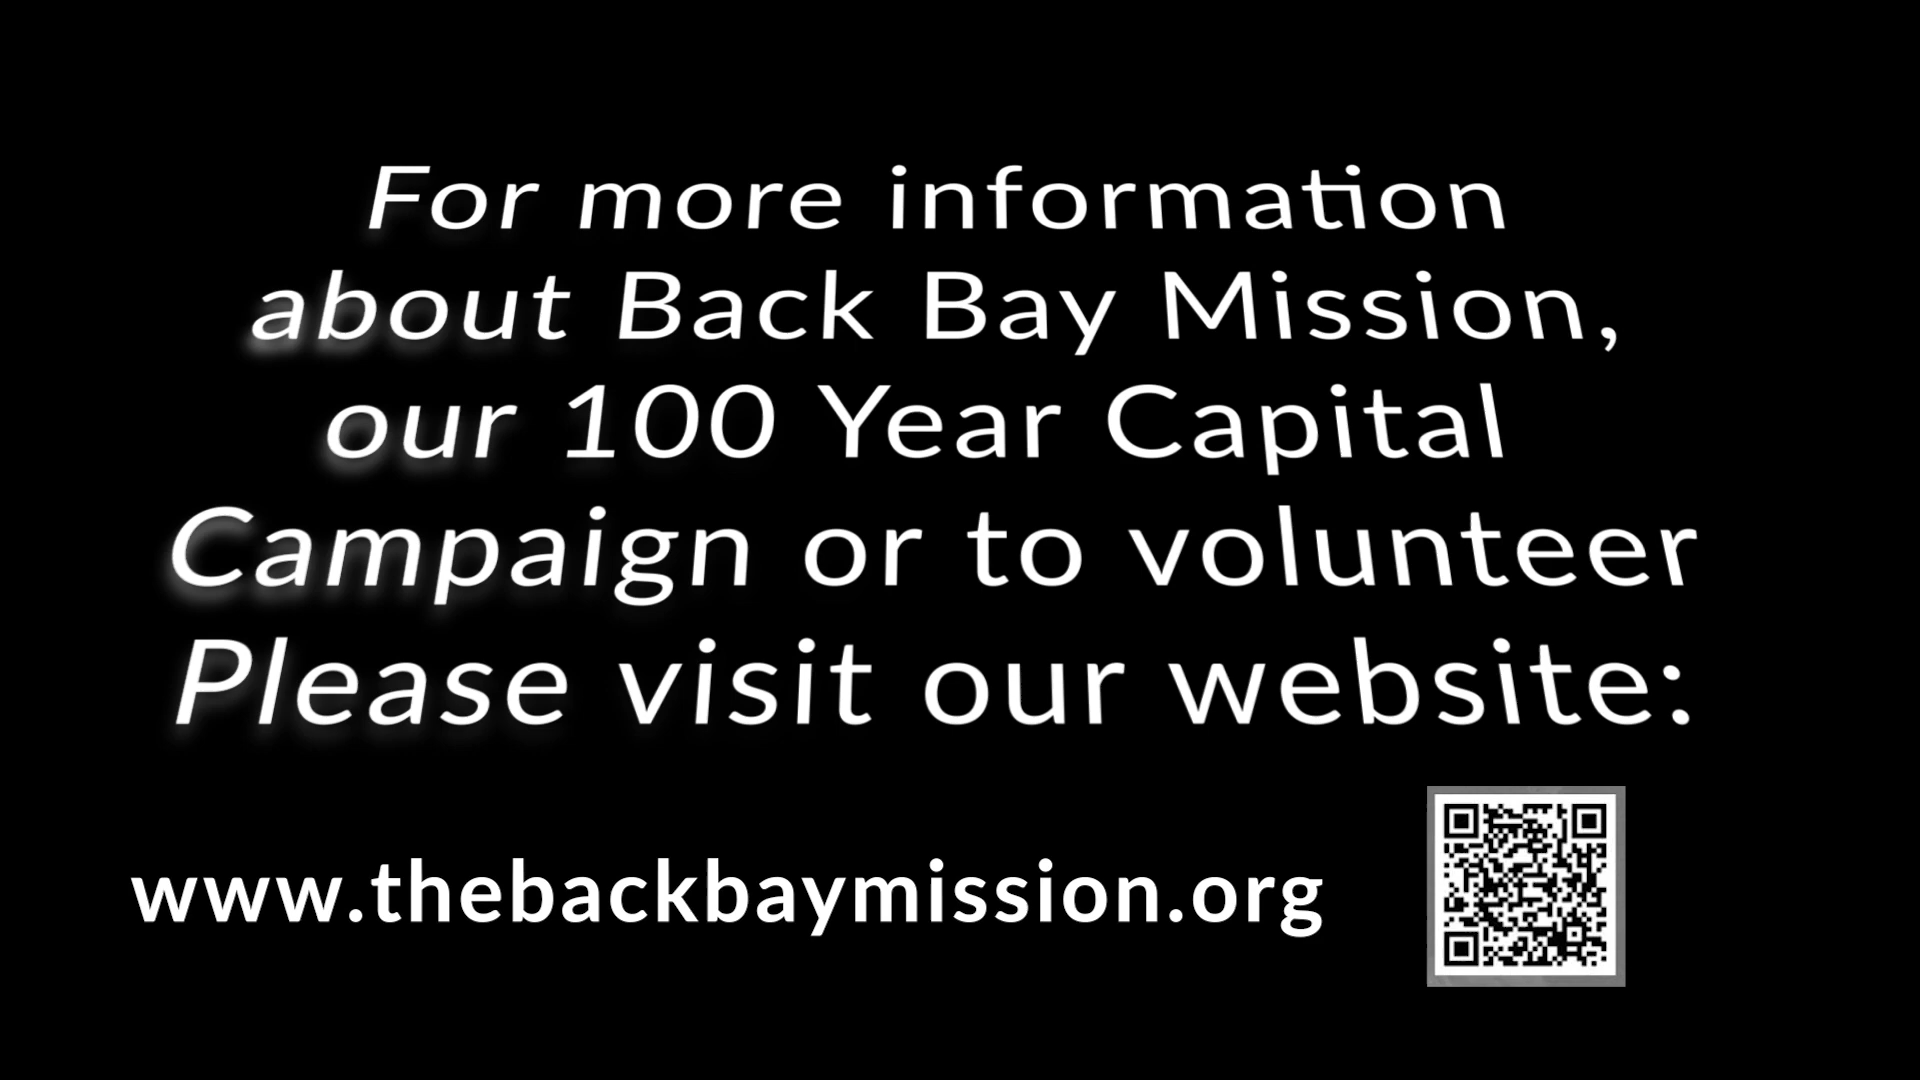 For more information
about Back Bay Mission,
our 100 Year Capital
Campaign or to volunteer
Please visit our website:
www.thebackbaymission.org